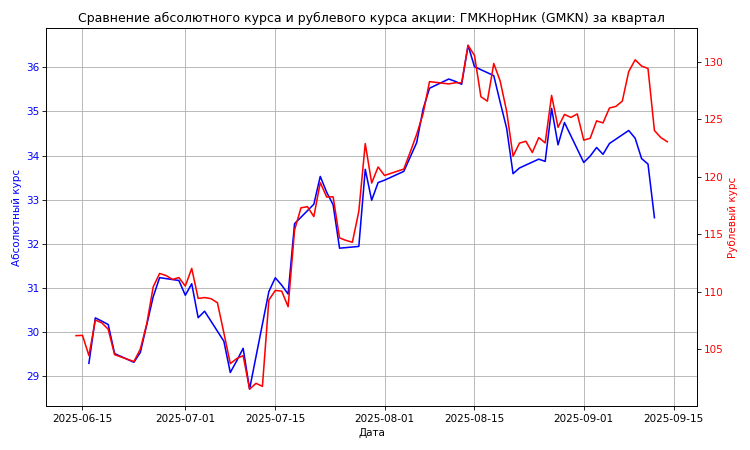 Сравнение абсолютного курса и рублевого курса акции: ГМКНорНик (GMKN) за квартал
36
35
34
33
32
31
30
29
Абсолютный курс
130
125
120
115
110
105
Рублевый курс
2025-06-15 2025-07-01 2025-07-15 2025-08-01 2025-08-15 2025-09-01 2025-09-15
Дата